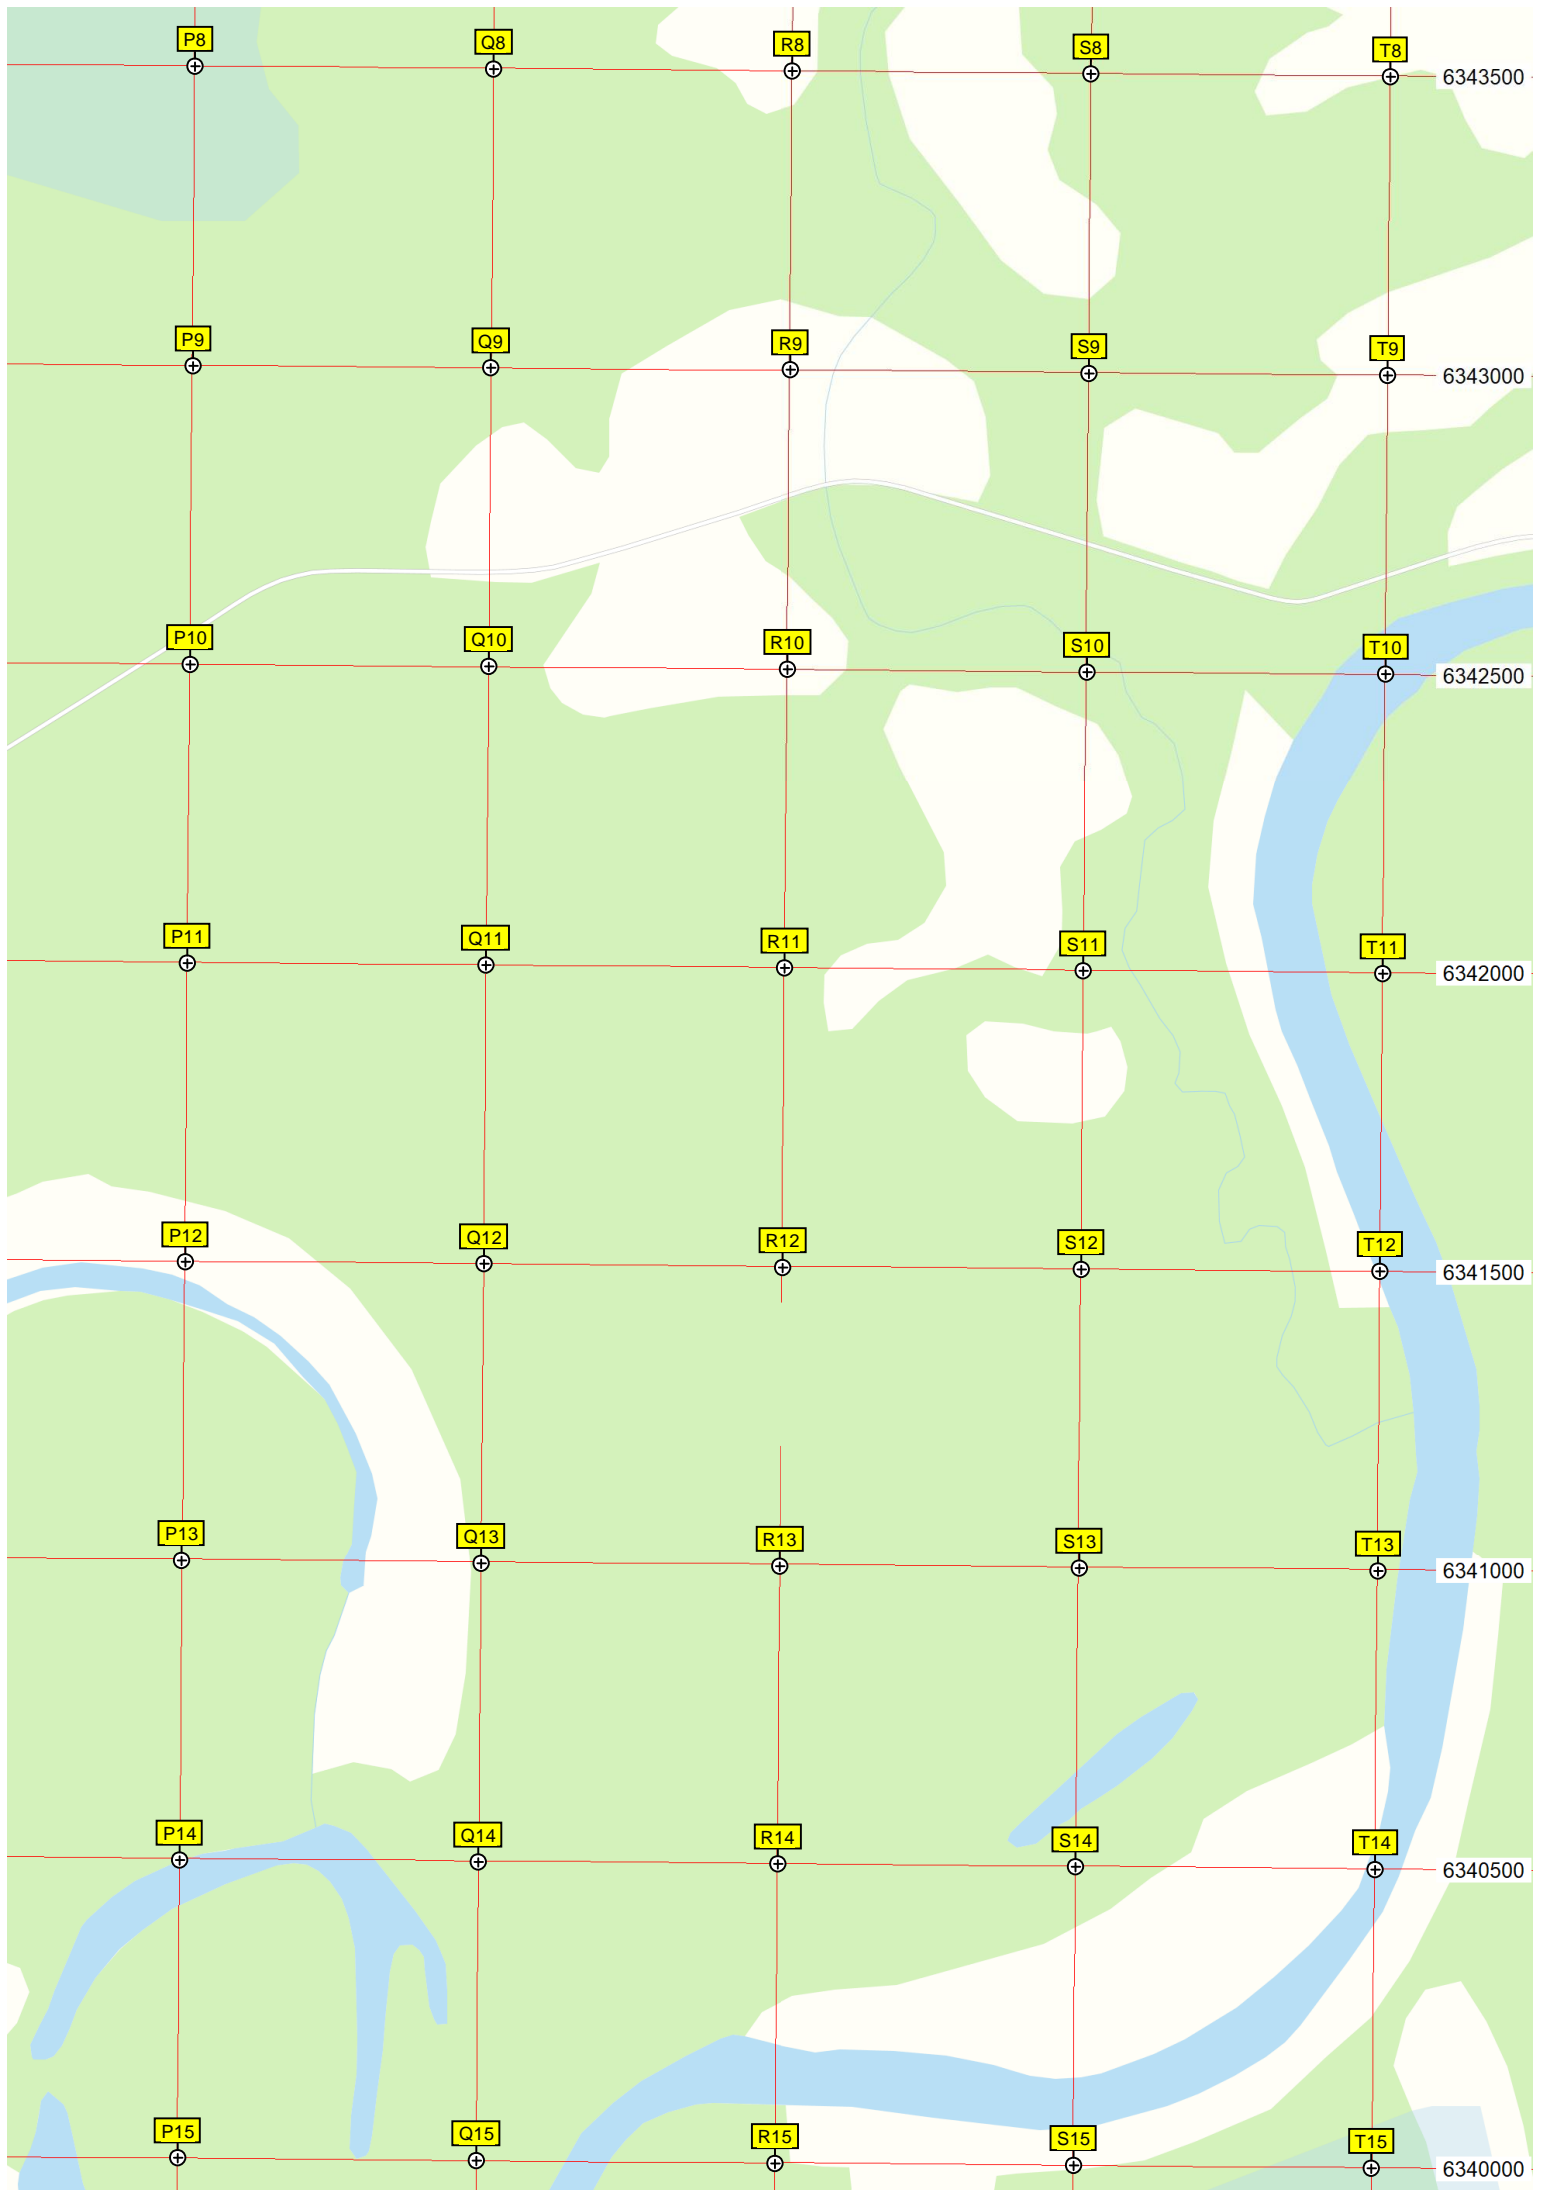 P8 Q8 R8 S8 T8
6343500
P9 Q9 R9 S9 T9
6343000
P10 Q10 R10 S10 T10
6342500
P11 Q11 R11 S11 T11
6342000
P12 Q12 R12 S12 T12
6341500
P13 Q13 R13 S13 T13
6341000
P14 Q14 R14 S14 T14
6340500
P15 Q15 R15 S15 T15
6340000